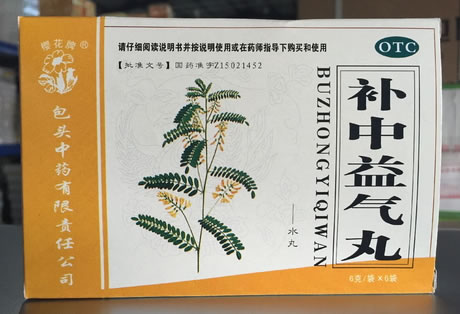 樱花牌®
包头中药有限责任公司
请仔细阅读说明书并按说明使用或在药师指导下购买和使用
【批准文号】国药准字Z15021452
OTC
补中益气丸
BUZHONGYIQIWAN
——水丸
6克/袋×6袋